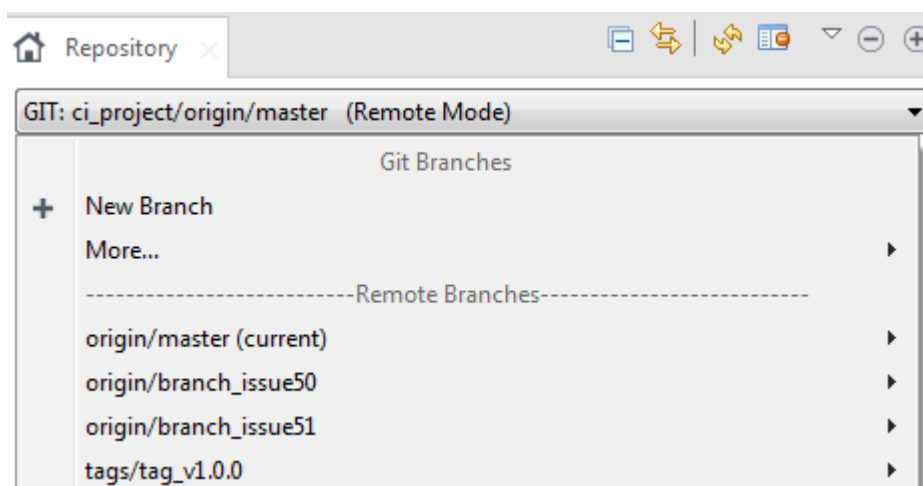 Repository
GIT: ci_project/origin/master (Remote Mode)
Git Branches
New Branch
More...
---------------------------Remote Branches---------------------------
origin/master (current)
origin/branch_issue50
origin/branch_issue51
tags/tag_v1.0.0